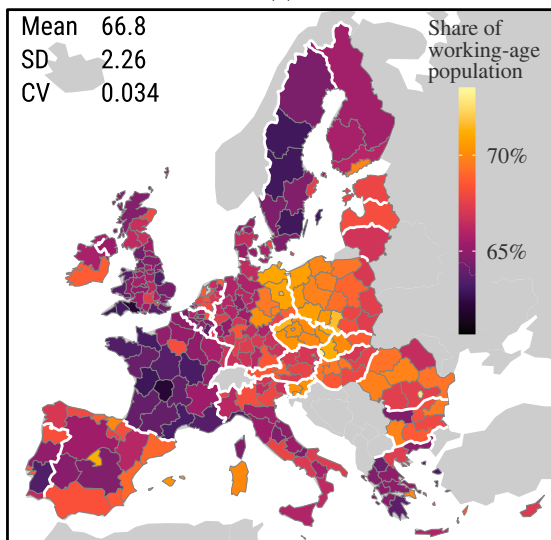 Mean 66.8
SD 2.26
CV 0.034
Share of
working-age
population
70%
65%